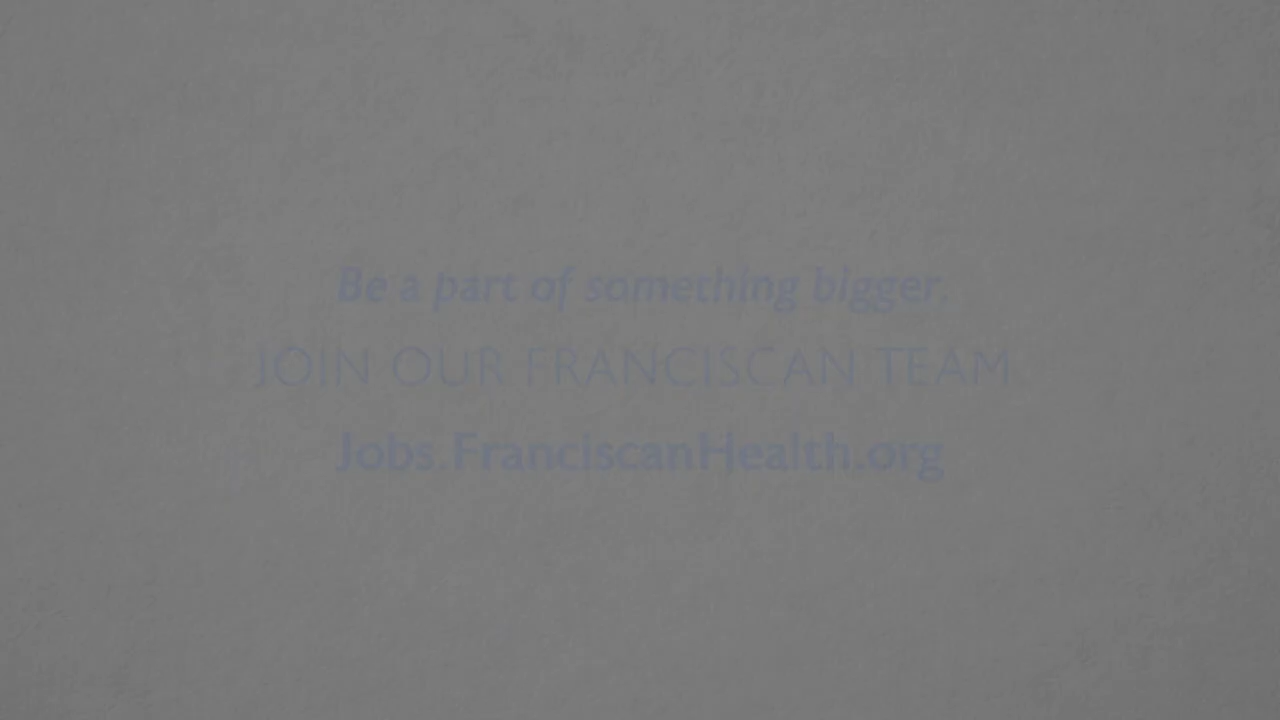 Be a part of something bigger.
JOIN OUR FRANCISCAN TEAM
Jobs.FranciscanHealth.org